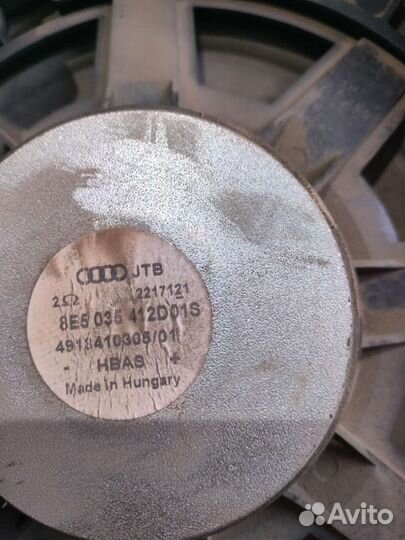 JTB
2Ω 2217121
8E5 035 412D01S
4913410305/01
- HBAS +
Made in Hungary
Avito